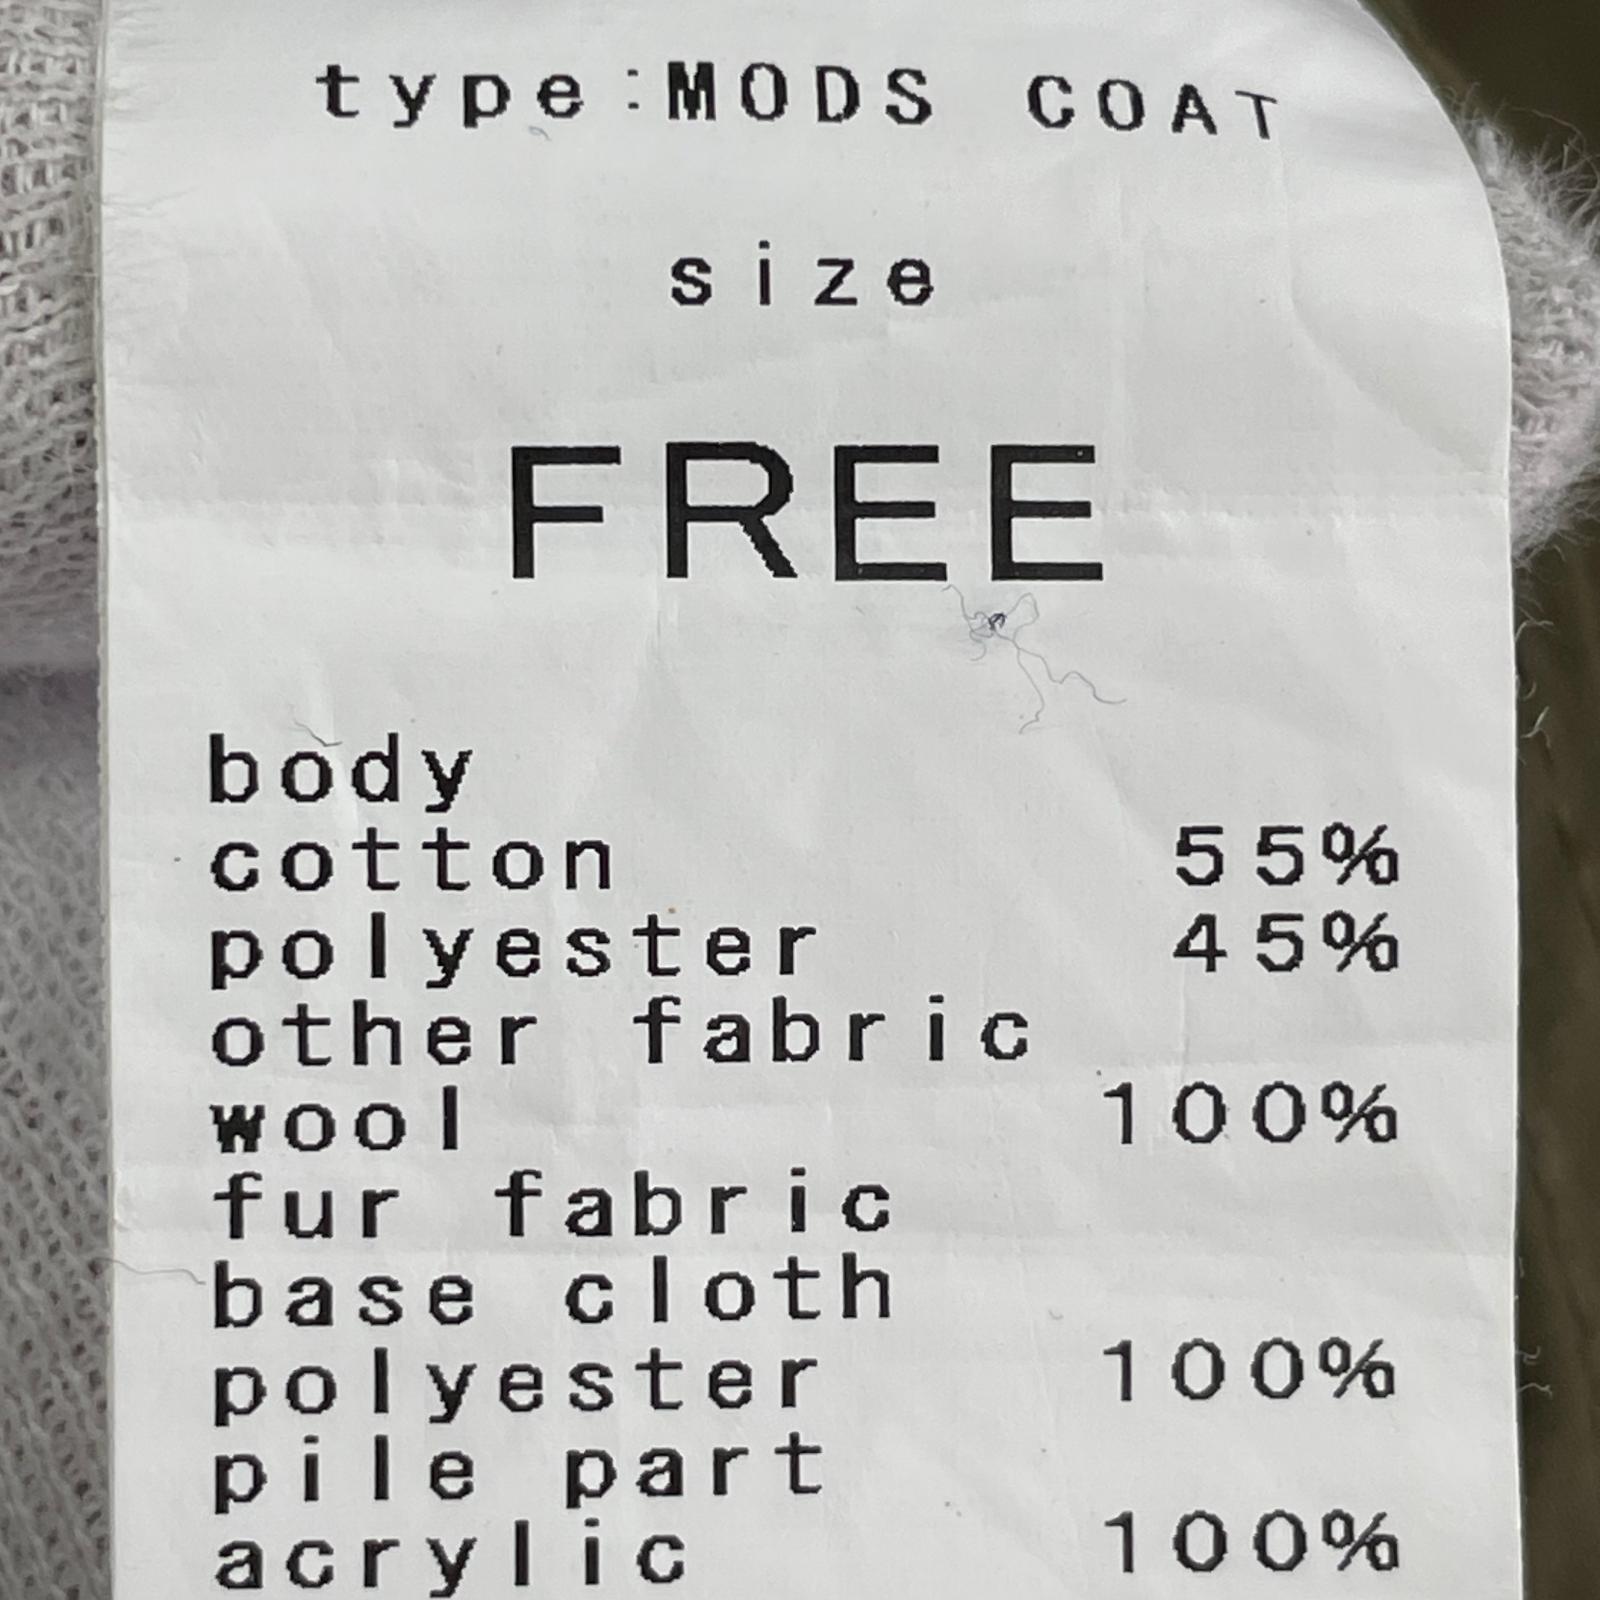 type:MODS COAT
size
FREE
body
cotton 55%
polyester 45%
other fabric
wool 100%
fur fabric
base cloth
polyester 100%
pile part
acrylic 100%